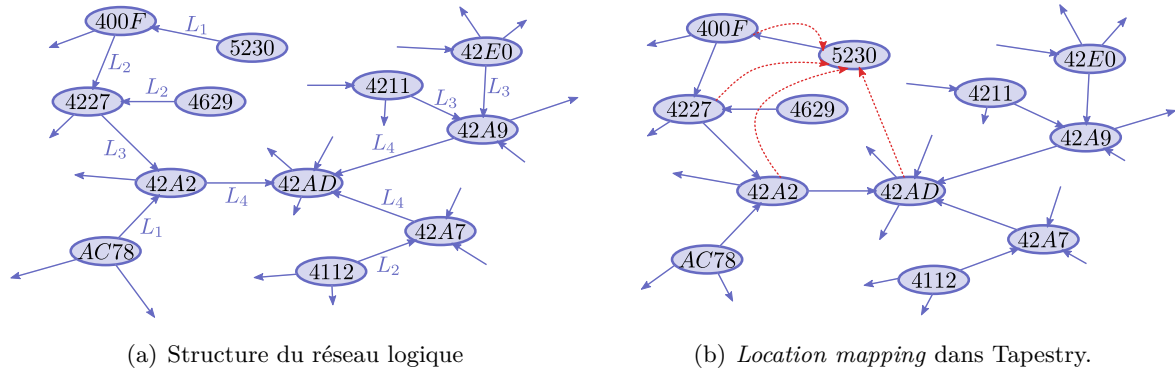 400F
L1
5230
L2
4227
L2
4629
L3
42A2
L4
42AD
L1
AC78
42E0
4211
L3
L3
42A9
L4
L4
42A7
4112
L2
(a) Structure du réseau logique
400F
5230
42E0
4211
4227
4629
42A9
42A2
42AD
42A7
AC78
4112
(b) Location mapping dans Tapestry.